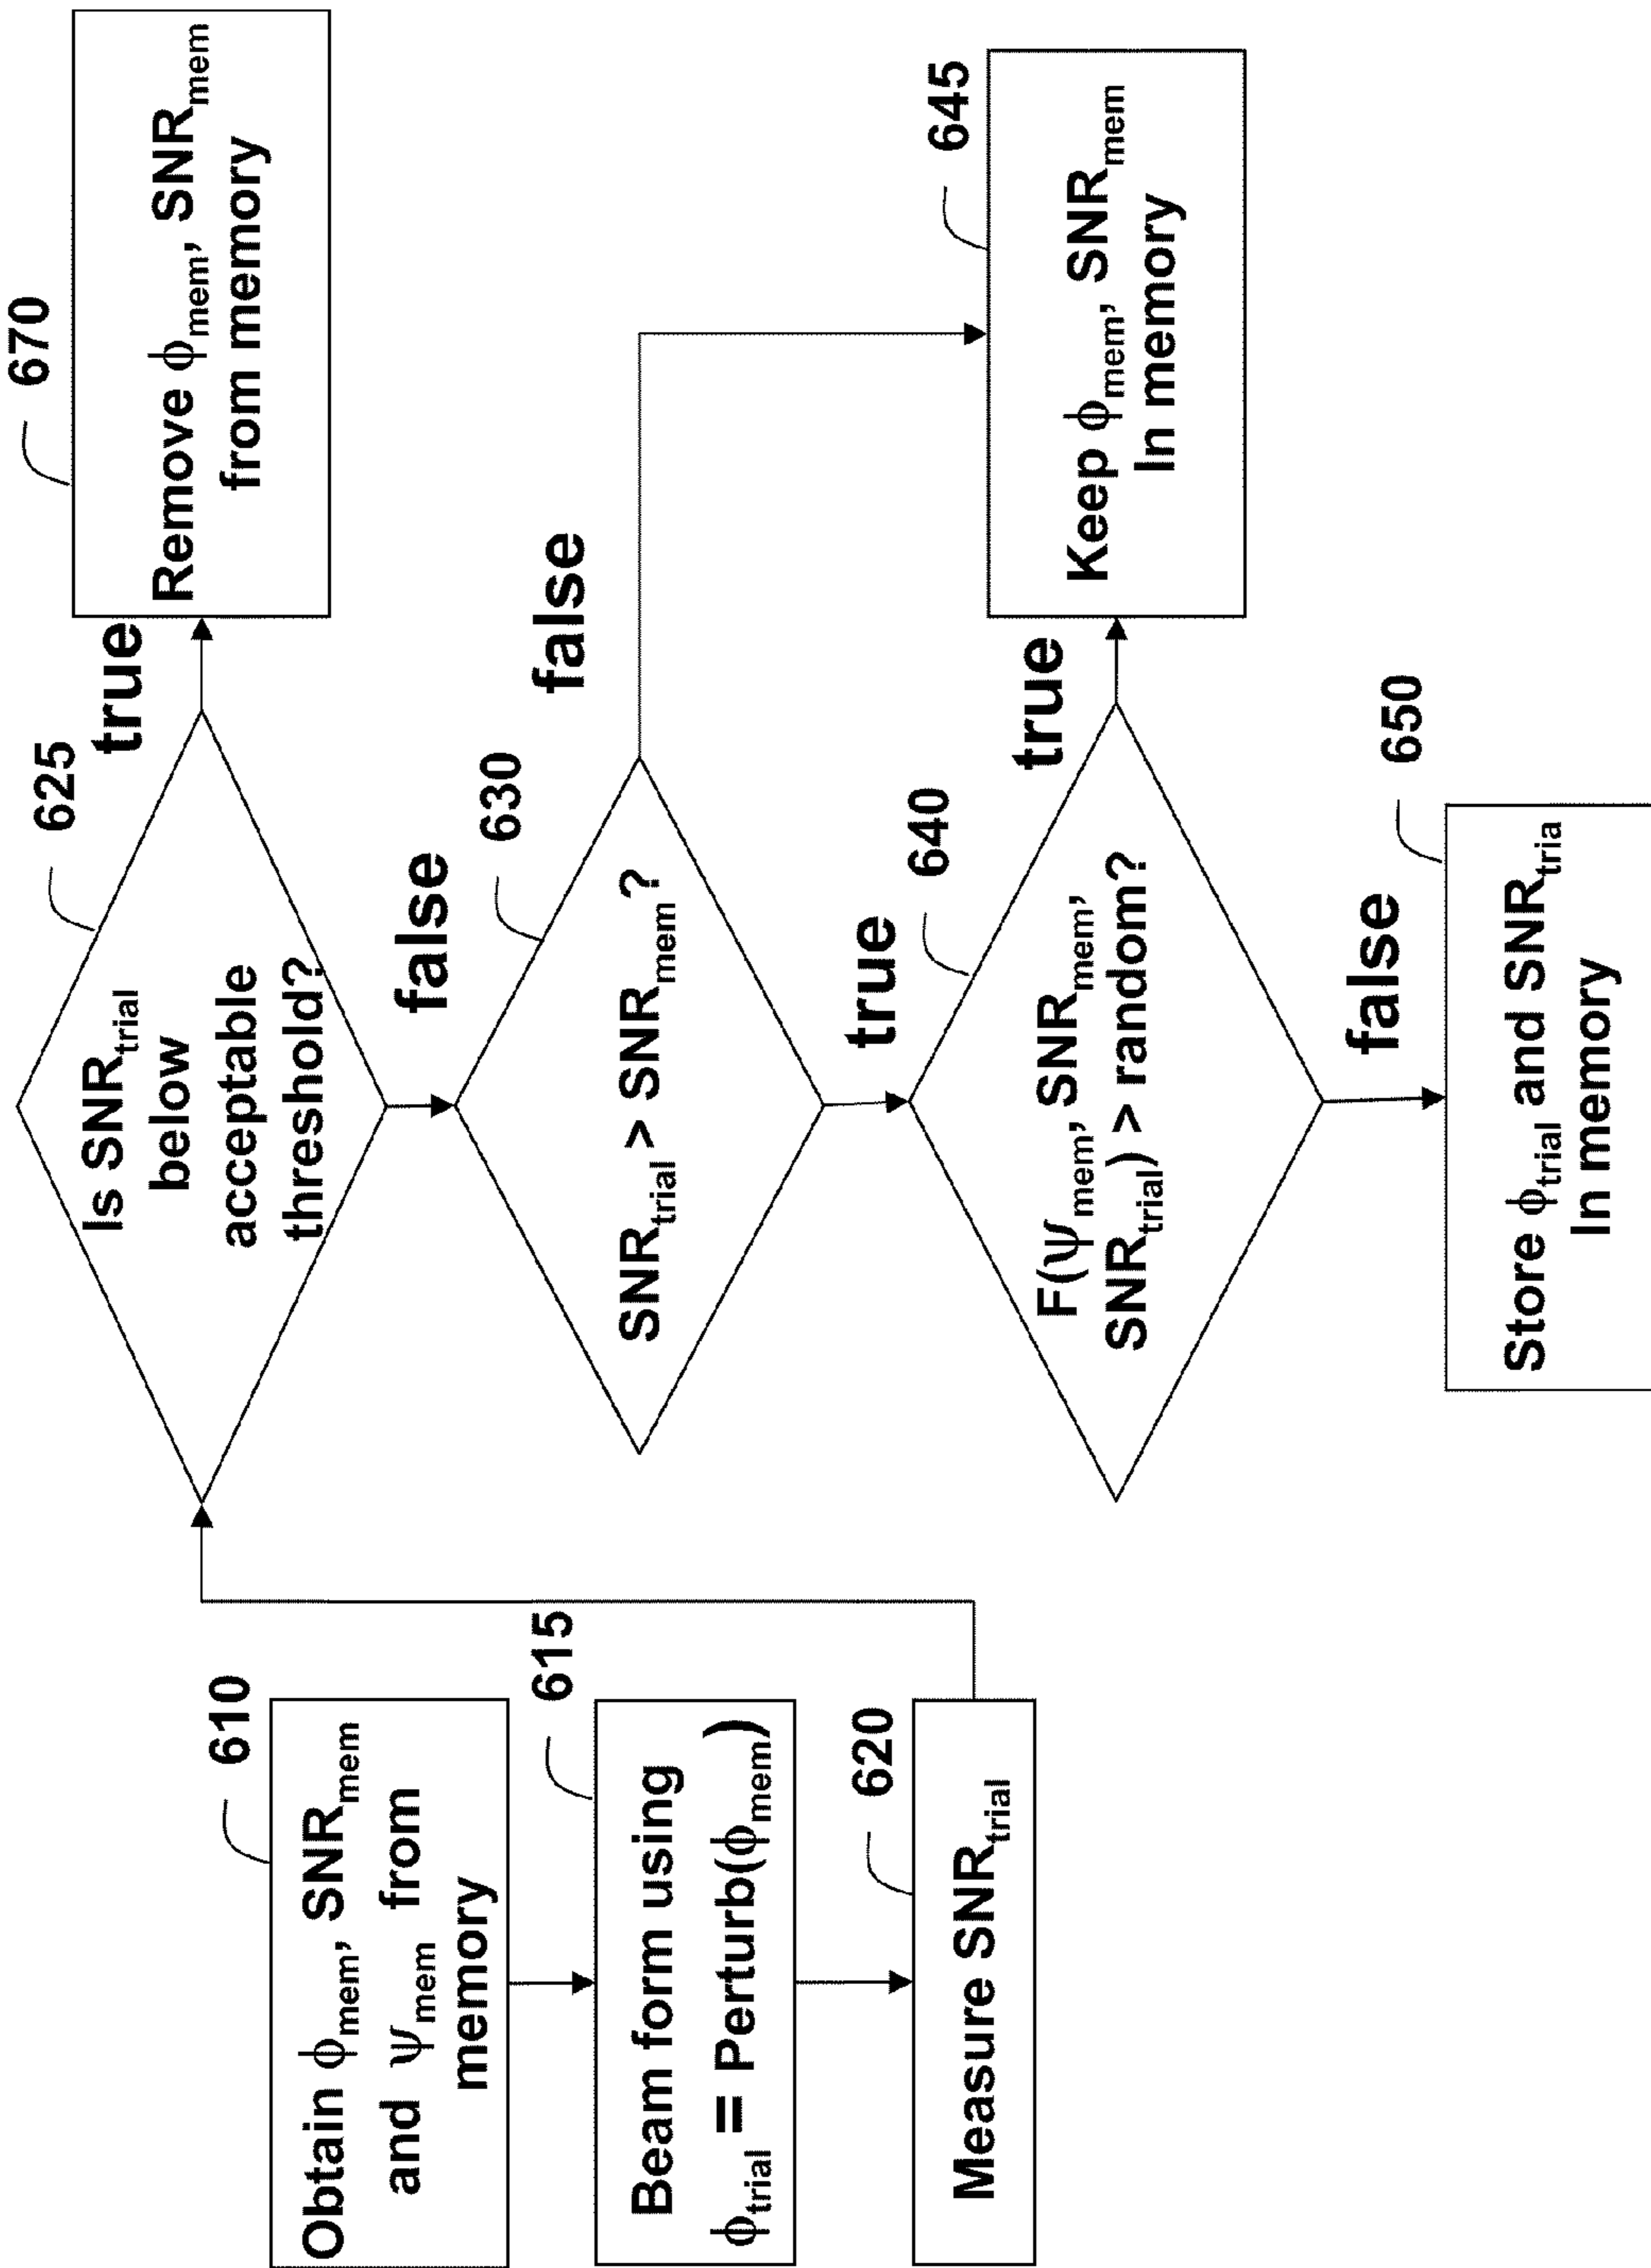 610
Obtain ϕmem, SNRmem
and ψmem from
memory
615
Beam form using
ϕtrial = Perturb(ϕmem)
620
Measure SNRtrial
625
Is SNRtrial
below
acceptable
threshold?
true
670
Remove ϕmem, SNRmem
from memory
false
630
SNRtrial > SNRmem?
false
true
640
F(ψmem, SNRmem,
SNRtrial) > random?
true
645
Keep ϕmem, SNRmem
In memory
false
650
Store ϕtrial and SNRtria
In memory